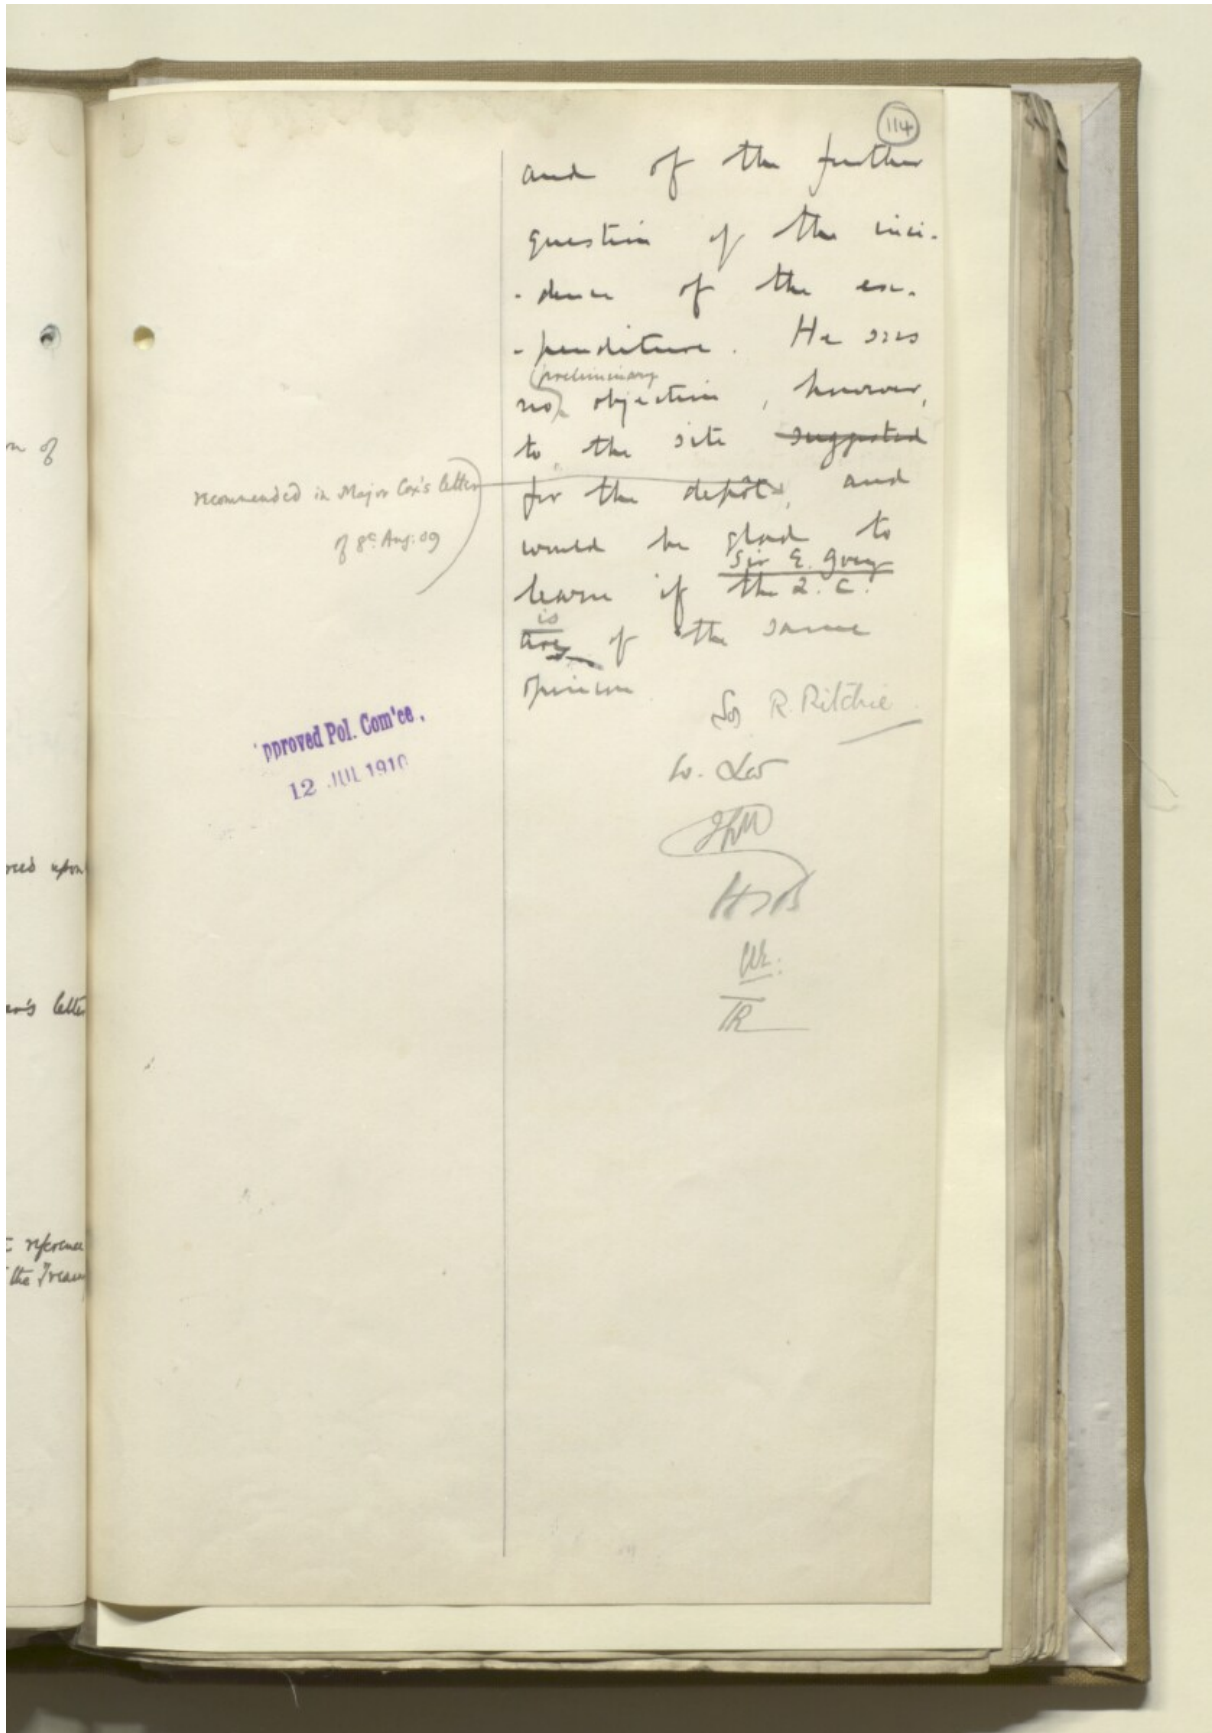 114
and of the further
question of the inci-
-dence of the ex-
-penditure. He sees
preliminary
no objection, however,
to the site suggested
recommended in Major Cox's letter
of 8th Aug: 09
for the depôt, and
would be glad to
Sir E. Grey
learn if the L. C.
is
are of the same
opinion
Sd R. Ritchie
pproved Pol. Com'ee.
12 JUL 1910
TR
n of
upon
letter
reference
the Treasury